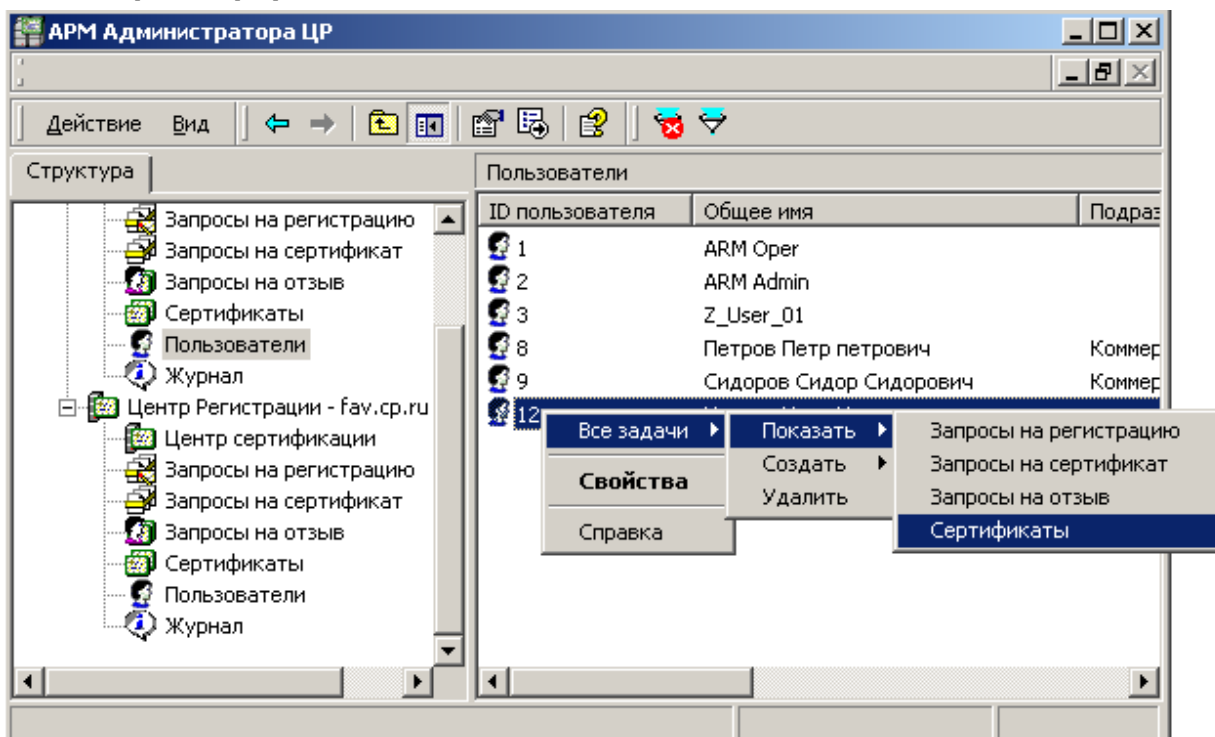 АРМ Администратора ЦР
Действие Вид
Структура
Пользователи
Запросы на регистрацию
Запросы на сертификат
Запросы на отзыв
Сертификаты
Пользователи
Журнал
Центр Регистрации - fav.cp.ru
Центр сертификации
Запросы на регистрацию
Запросы на сертификат
Запросы на отзыв
Сертификаты
Пользователи
Журнал
ID пользователя Общее имя Подраз
1 ARM Oper
2 ARM Admin
3 Z_User_01
8 Петров Петр петрович Коммер
9 Сидоров Сидор Сидорович Коммер
12
Все задачи
Свойства
Справка
Показать
Создать
Удалить
Запросы на регистрацию
Запросы на сертификат
Запросы на отзыв
Сертификаты